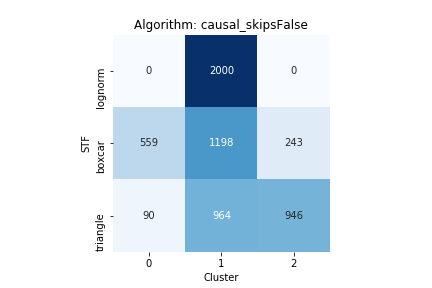 Algorithm: causal_skipsFalse
lognorm
0 2000 0
STF
boxcar
559 1198 243
triangle
90 964 946
0 1 2
Cluster